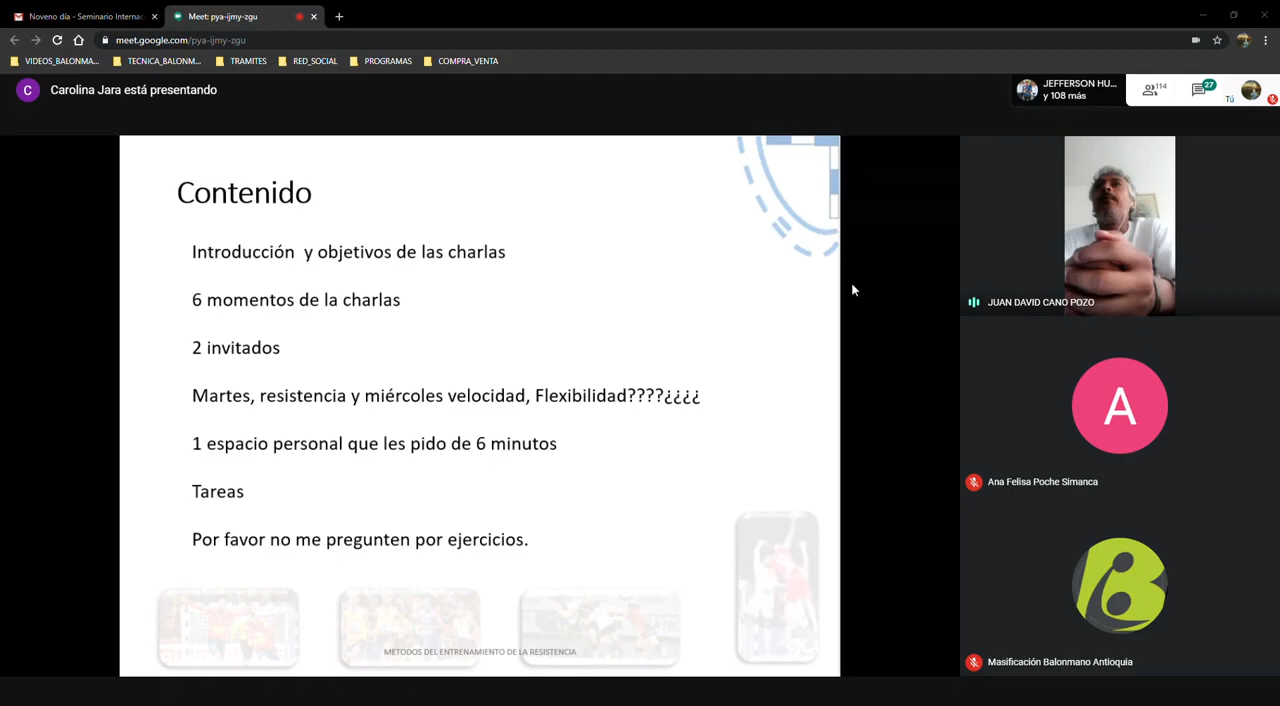 Noveno día - Seminario Internac
Meet: pya-ijmy-zgu
meet.google.com/pya-ijmy-zgu
VIDEOS_BALONMA...
TECNICA_BALONM...
TRAMITES
RED_SOCIAL
PROGRAMAS
COMPRA_VENTA
C
Carolina Jara está presentando
JEFFERSON HU...
y 108 más
114
27
Tú
Contenido
Introducción y objetivos de las charlas
6 momentos de la charlas
2 invitados
Martes, resistencia y miércoles velocidad, Flexibilidad????¿¿¿¿
1 espacio personal que les pido de 6 minutos
Tareas
Por favor no me pregunten por ejercicios.
METODOS DEL ENTRENAMIENTO DE LA RESISTENCIA
JUAN DAVID CANO POZO
A
Ana Felisa Poche Simanca
Masificación Balonmano Antioquia